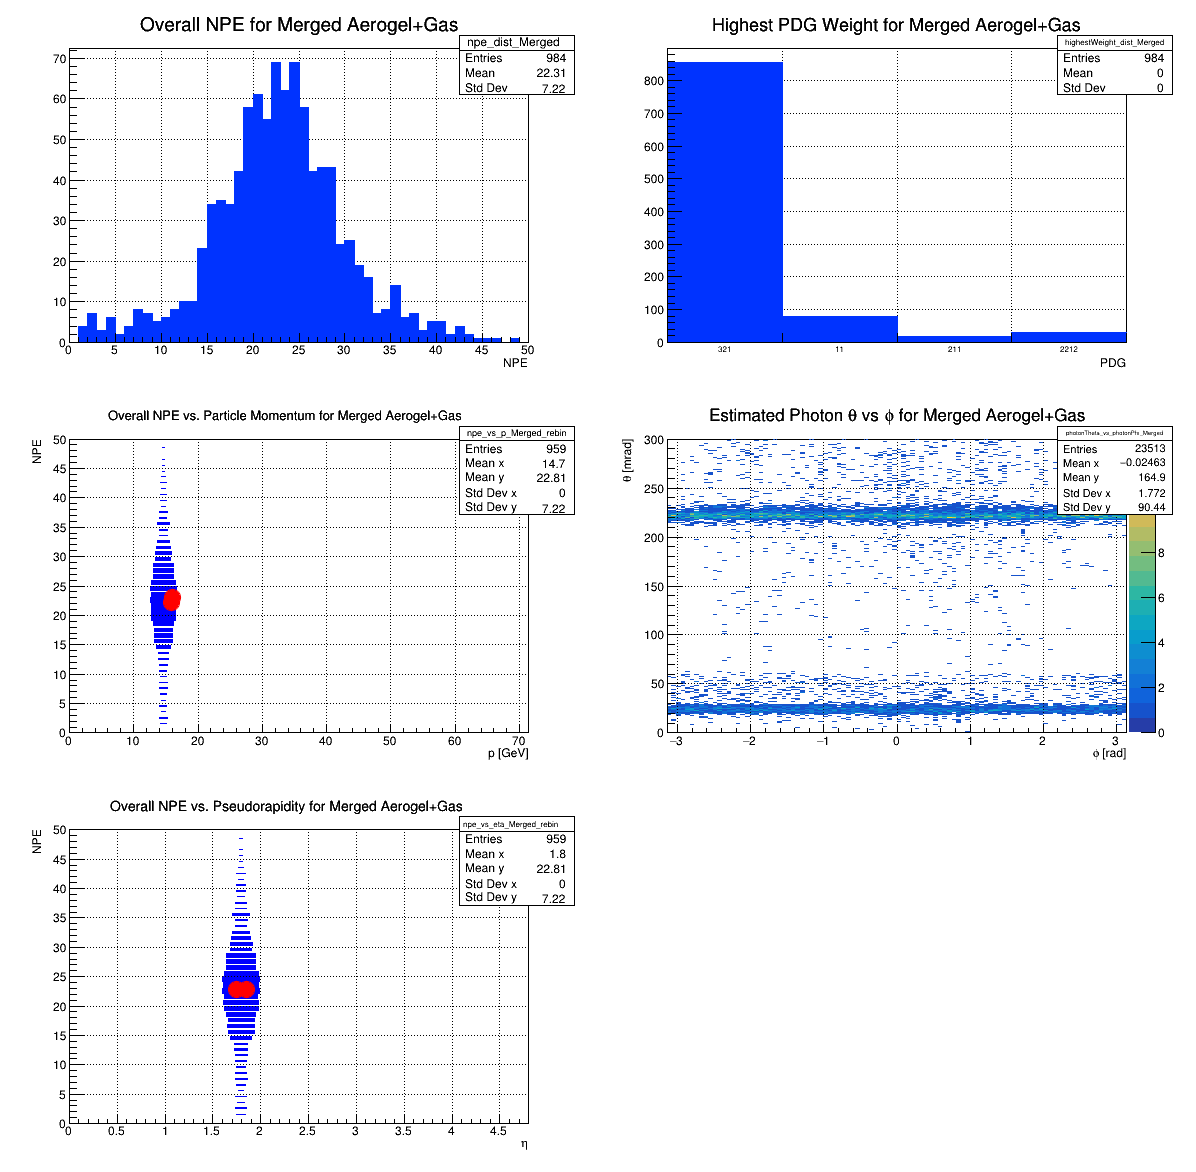 Overall NPE for Merged Aerogel+Gas
npe_dist_Merged
Entries 984
Mean 22.31
Std Dev 7.22
70
60
50
40
30
20
10
0
0 5 10 15 20 25 30 35 40 45 50
NPE
Highest PDG Weight for Merged Aerogel+Gas
highestWeight_dist_Merged
Entries 984
Mean 0
Std Dev 0
800
700
600
500
400
300
200
100
0
321 11 211 2212
PDG
Overall NPE vs. Particle Momentum for Merged Aerogel+Gas
npe_vs_p_Merged_rebin
Entries 959
Mean x 14.7
Mean y 22.81
Std Dev x 0
Std Dev y 7.22
NPE
50
45
40
35
30
25
20
15
10
5
0
0 10 20 30 40 50 60 70
p [GeV]
Estimated Photon θ vs ϕ for Merged Aerogel+Gas
photonTheta_vs_photonPhi_Merged
Entries 23513
Mean x −0.02463
Mean y 164.9
Std Dev x 1.772
Std Dev y 90.44
θ [mrad]
300
250
200
150
100
50
0
−3 −2 −1 0 1 2 3
ϕ [rad]
8
6
4
2
0
Overall NPE vs. Pseudorapidity for Merged Aerogel+Gas
npe_vs_eta_Merged_rebin
Entries 959
Mean x 1.8
Mean y 22.81
Std Dev x 0
Std Dev y 7.22
NPE
50
45
40
35
30
25
20
15
10
5
0
0 0.5 1 1.5 2 2.5 3 3.5 4 4.5
η